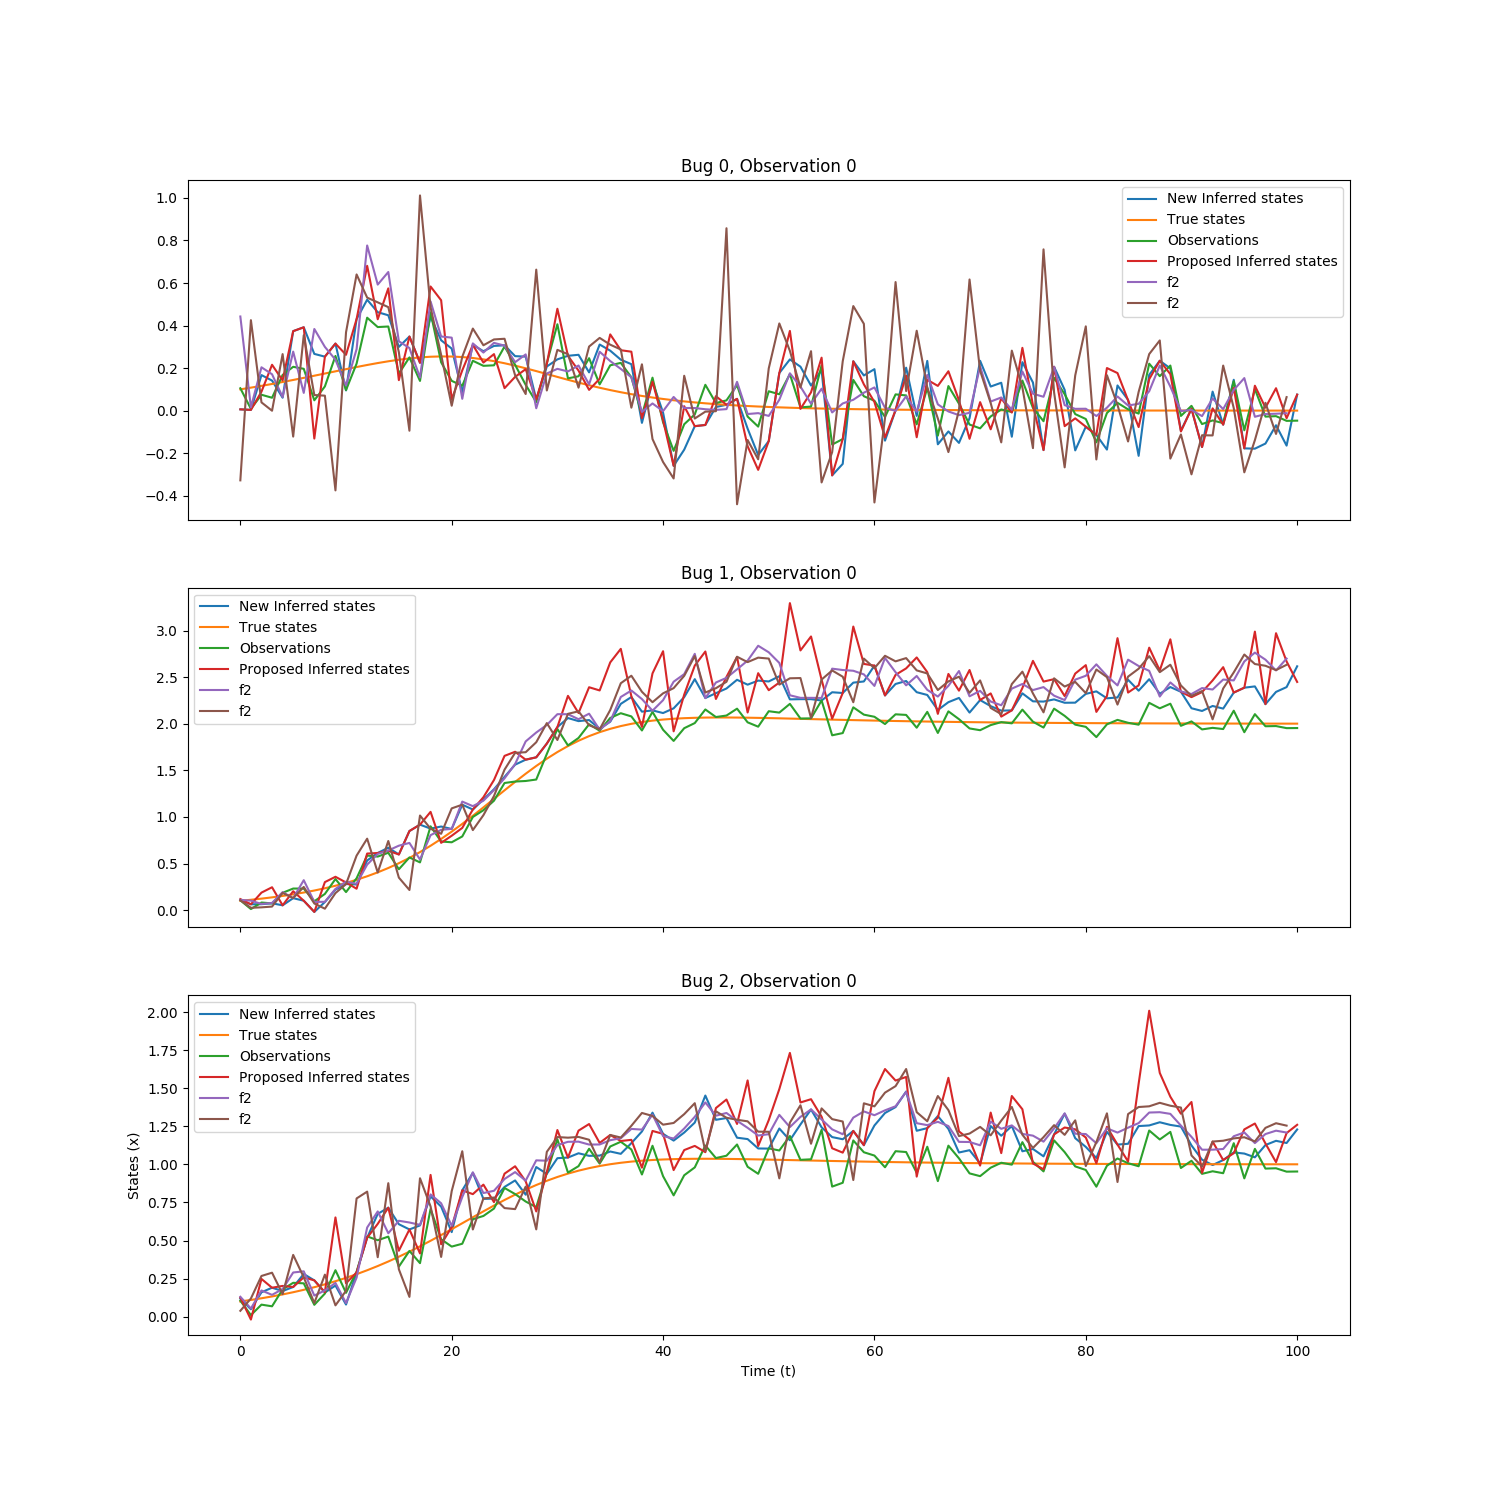 Bug 0, Observation 0
1.0
0.8
0.6
0.4
0.2
0.0
−0.2
−0.4
New Inferred states
True states
Observations
Proposed Inferred states
f2
f2
Bug 1, Observation 0
3.0
2.5
2.0
1.5
1.0
0.5
0.0
New Inferred states
True states
Observations
Proposed Inferred states
f2
f2
Bug 2, Observation 0
States (x)
2.00
1.75
1.50
1.25
1.00
0.75
0.50
0.25
0.00
New Inferred states
True states
Observations
Proposed Inferred states
f2
f2
0 20 40 60 80 100
Time (t)